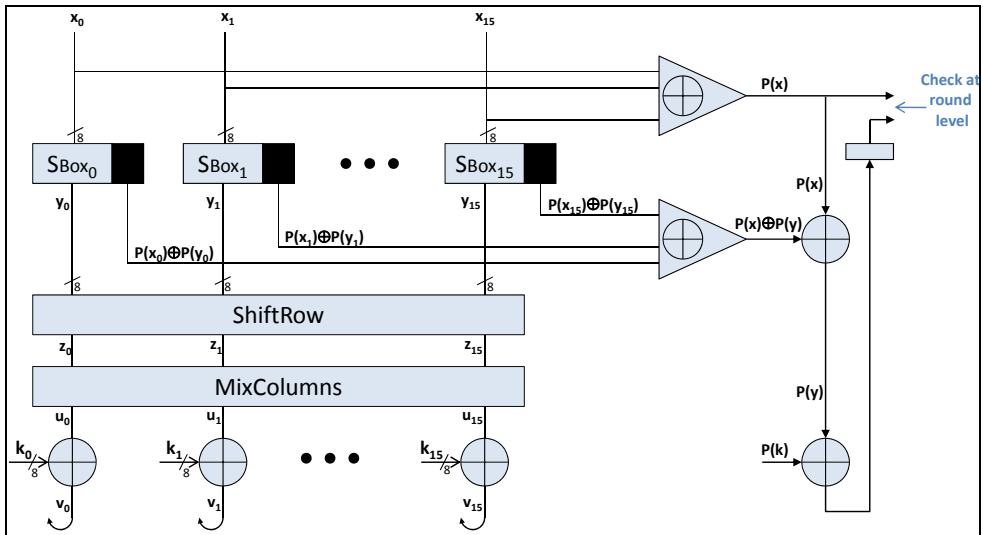 x₀ x₁ x₁₅
P(x)
Check at
round
level
8 8 8
SBox₀ SBox₁ SBox₁₅
y₀ y₁ y₁₅
P(x)
P(x₁₅)⊕P(y₁₅)
P(x)⊕P(y)
P(x₁)⊕P(y₁)
P(x₀)⊕P(y₀)
8 8 8
ShiftRow
z₀ z₁ z₁₅
MixColumns
P(y)
u₀ u₁ u₁₅
k₀ k₁ k₁₅
P(k)
8 8 8
v₀ v₁ v₁₅